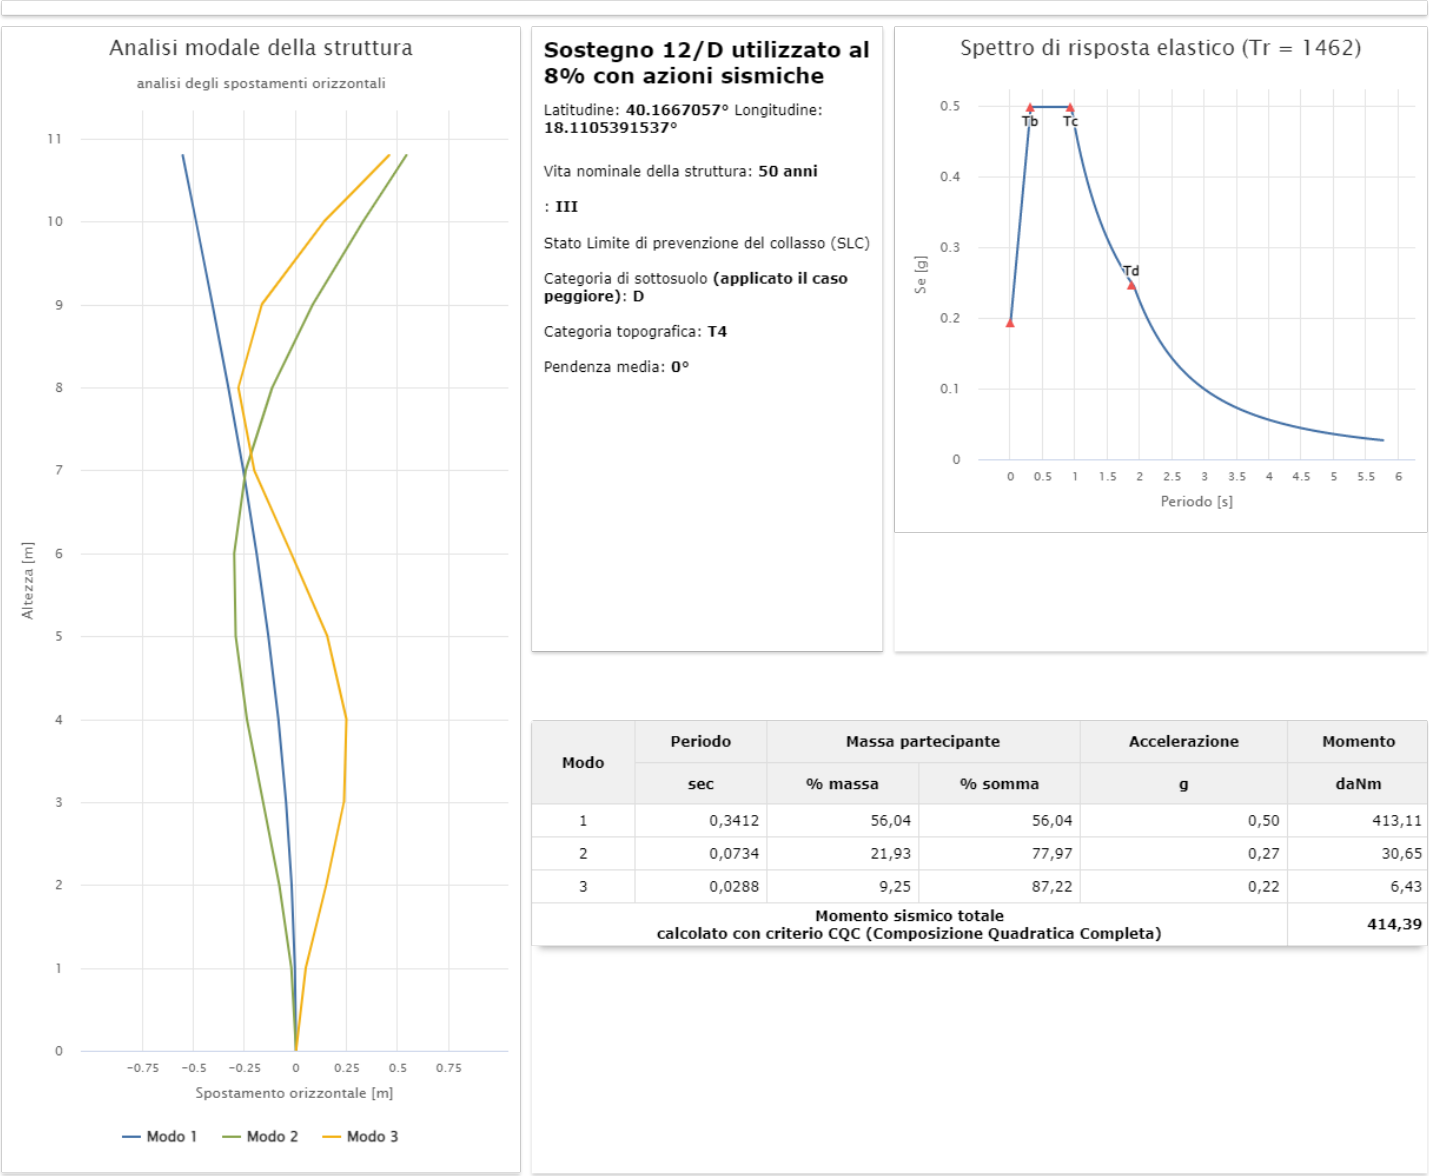 Analisi modale della struttura
analisi degli spostamenti orizzontali
11
10
9
8
7
6
5
4
3
2
1
0
Altezza [m]
−0.75 −0.5 −0.25 0 0.25 0.5 0.75
Spostamento orizzontale [m]
Modo 1 Modo 2 Modo 3
Sostegno 12/D utilizzato al
8% con azioni sismiche
Latitudine: 40.1667057° Longitudine:
18.1105391537°
Vita nominale della struttura: 50 anni
: III
Stato Limite di prevenzione del collasso (SLC)
Categoria di sottosuolo (applicato il caso
peggiore): D
Categoria topografica: T4
Pendenza media: 0°
Spettro di risposta elastico (Tr = 1462)
0.5
0.4
0.3
0.2
0.1
0
Se [g]
Tb Tc
Td
0 0.5 1 1.5 2 2.5 3 3.5 4 4.5 5 5.5 6
Periodo [s]
Modo Periodo Massa partecipante Accelerazione Momento
sec % massa % somma g daNm
1 0,3412 56,04 56,04 0,50 413,11
2 0,0734 21,93 77,97 0,27 30,65
3 0,0288 9,25 87,22 0,22 6,43
Momento sismico totale
calcolato con criterio CQC (Composizione Quadratica Completa) 414,39